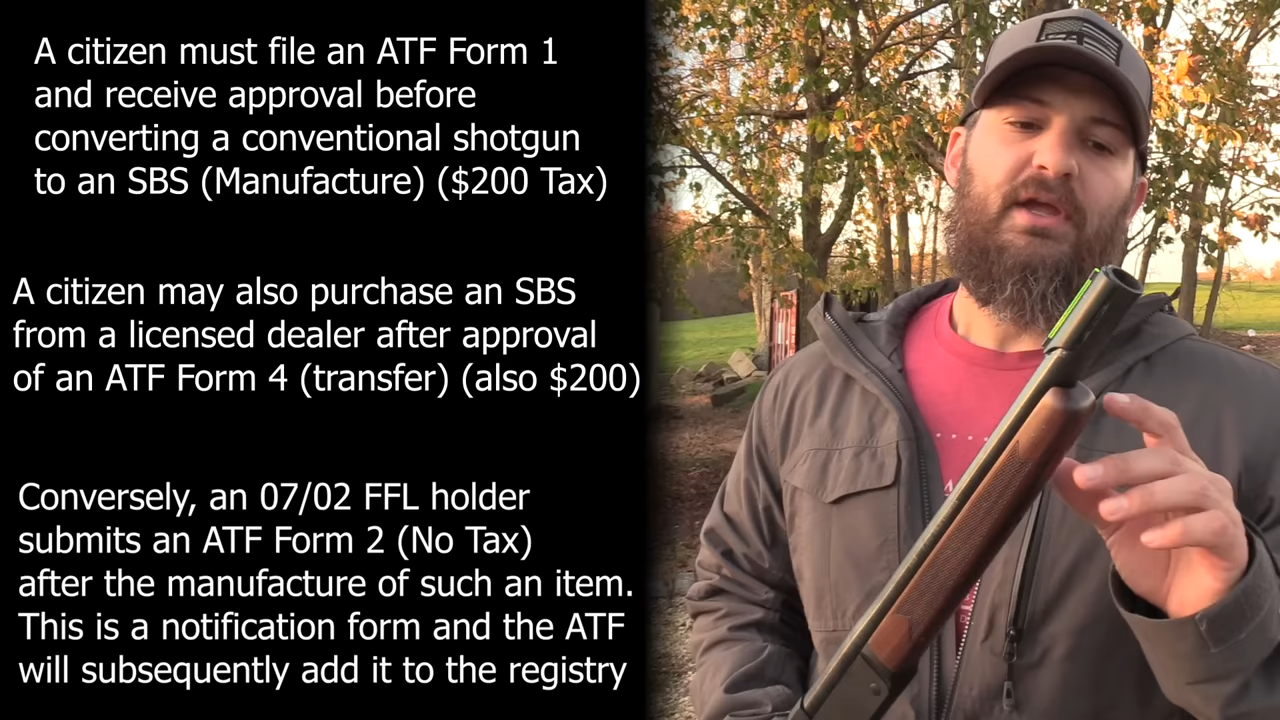 A citizen must file an ATF Form 1
and receive approval before
converting a conventional shotgun
to an SBS (Manufacture) ($200 Tax)
A citizen may also purchase an SBS
from a licensed dealer after approval
of an ATF Form 4 (transfer) (also $200)
Conversely, an 07/02 FFL holder
submits an ATF Form 2 (No Tax)
after the manufacture of such an item.
This is a notification form and the ATF
will subsequently add it to the registry